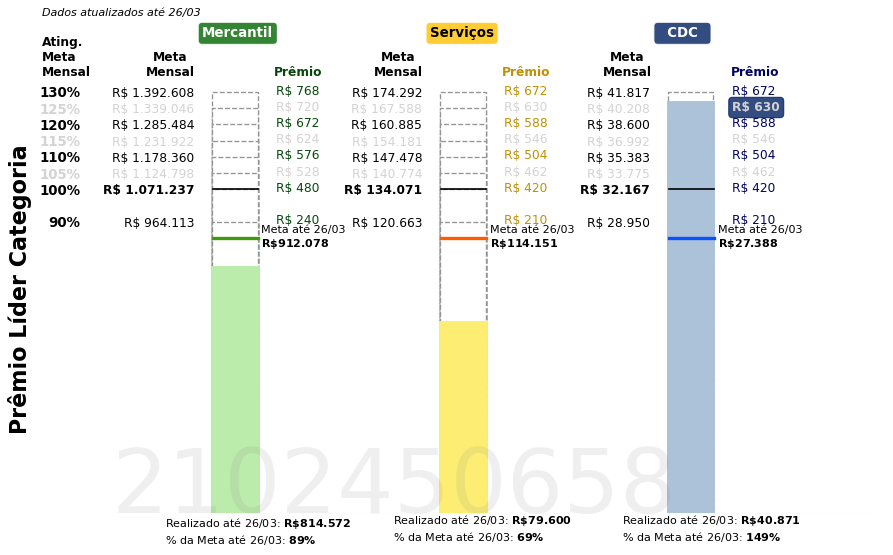 Dados atualizados até 26/03
Mercantil
Serviços
CDC
Ating.
Meta
Mensal
Meta
Mensal
Prêmio
Meta
Mensal
Prêmio
Meta
Mensal
Prêmio
130% R$ 1.392.608 R$ 768 R$ 174.292 R$ 672 R$ 41.817 R$ 672
125% R$ 1.339.046 R$ 720 R$ 167.588 R$ 630 R$ 40.208 R$ 630
120% R$ 1.285.484 R$ 672 R$ 160.885 R$ 588 R$ 38.600 R$ 588
115% R$ 1.231.922 R$ 624 R$ 154.181 R$ 546 R$ 36.992 R$ 546
110% R$ 1.178.360 R$ 576 R$ 147.478 R$ 504 R$ 35.383 R$ 504
105% R$ 1.124.798 R$ 528 R$ 140.774 R$ 462 R$ 33.775 R$ 462
100% R$ 1.071.237 R$ 480 R$ 134.071 R$ 420 R$ 32.167 R$ 420
90% R$ 964.113 R$ 240 R$ 120.663 R$ 210 R$ 28.950 R$ 210
Meta até 26/03
R$912.078
Meta até 26/03
R$114.151
Meta até 26/03
R$27.388
Prêmio Líder Categoria
2102450658
Realizado até 26/03: R$814.572
% da Meta até 26/03: 89%
Realizado até 26/03: R$79.600
% da Meta até 26/03: 69%
Realizado até 26/03: R$40.871
% da Meta até 26/03: 149%